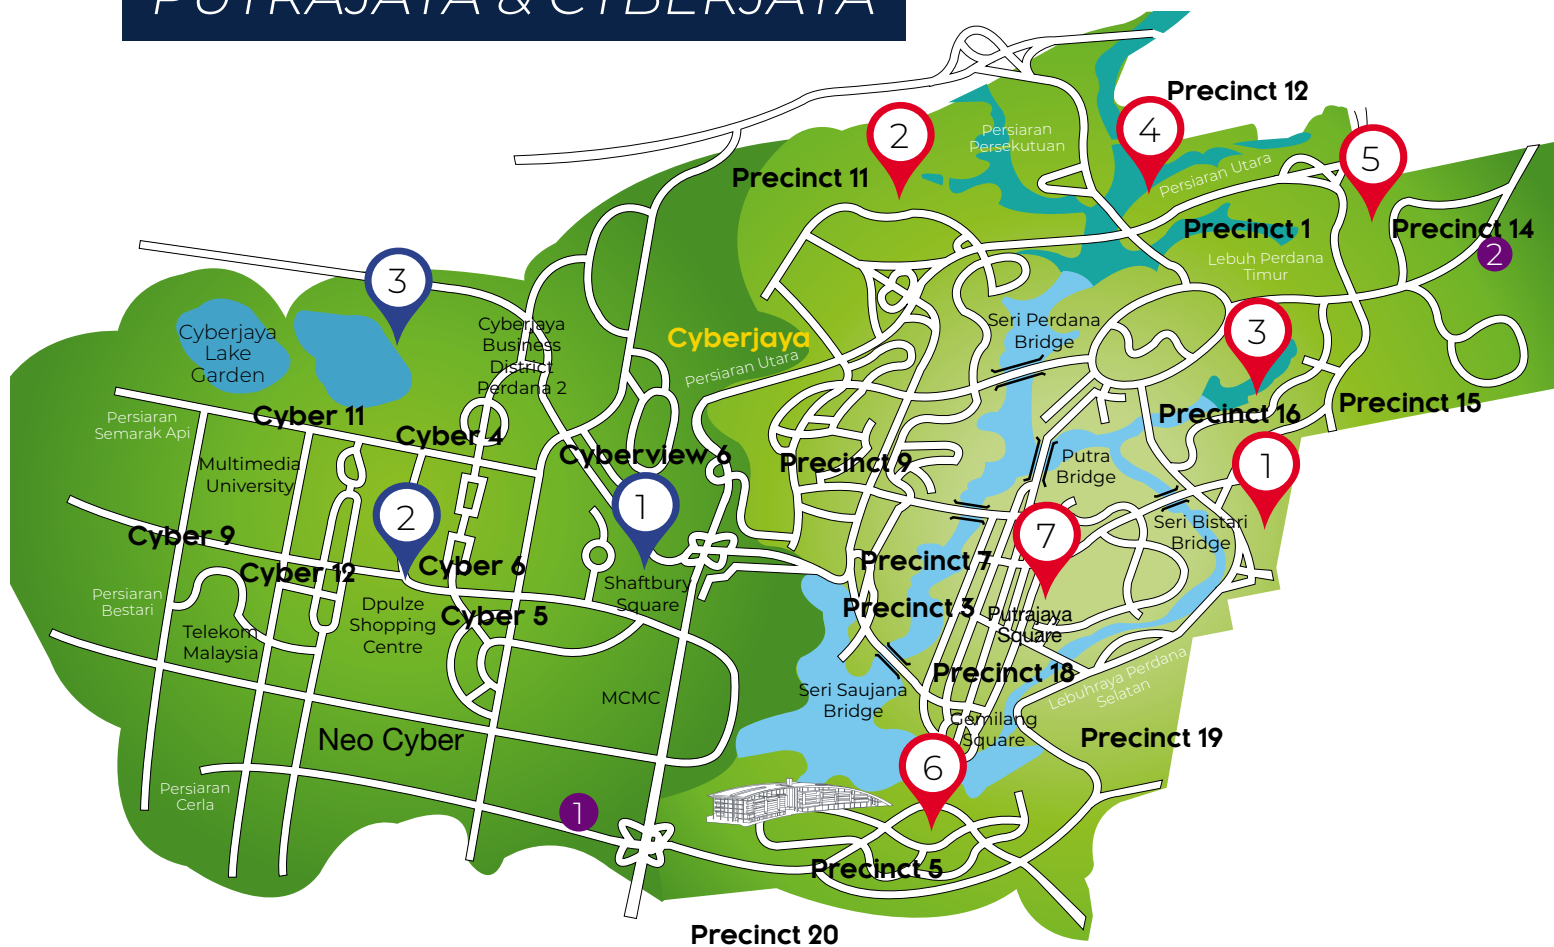 PUTRAJAYA & CYBERJAYA
Precinct 12
4
2
Persiaran
Persekutuan
5
Persiaran Utara
Precinct 11
Precinct 1
Precinct 14
2
Lebuh Perdana
Timur
3
Cyberjaya
Lake
Garden
Cyberjaya
Business
District
Perdana 2
Cyberjaya
Persiaran Utara
Seri Perdana
Bridge
3
Precinct 16
Precinct 15
Persiaran
Semarak Api
Cyber 11
Cyber 4
Cyberview 6
Precinct 9
Putra
Bridge
1
Multimedia
University
2
1
7
Seri Bistari
Bridge
Cyber 9
Cyber 12
Cyber 6
Precinct 7
Shaftbury
Square
Persiaran
Bestari
Dpulze
Shopping
Centre
Cyber 5
Precinct 3
Putrajaya
Square
Telekom
Malaysia
Precinct 18
Lebuhraya Perdana
Selatan
MCMC
Seri Saujana
Bridge
Gemilang
Square
Neo Cyber
Precinct 19
6
Persiaran
Cerla
1
Precinct 5
Precinct 20